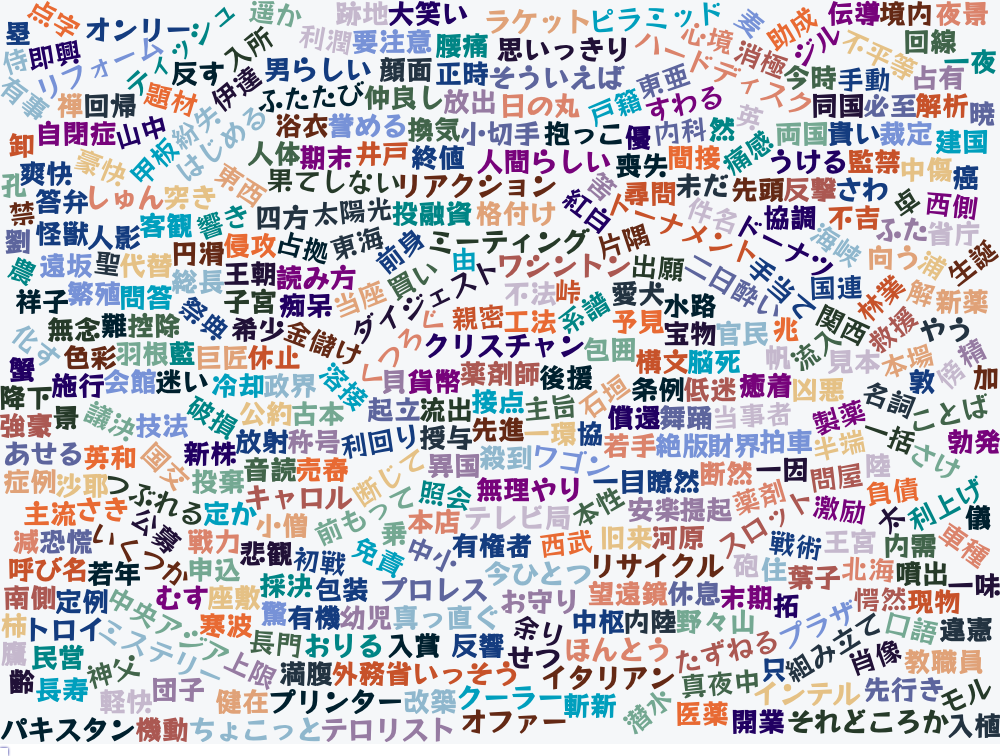 塁 点字 オンリー シュ 遥か 跡地 大笑い ラケット ピラミッド 麦 助成 伝導 境内 夜景
侍 即興 リフォーム ティッシュ 入所 利潤 要注意 腰痛 思いっきり ハードディスク 心境 消極 ジル 不平等 回線 一夜
有事 禅 回帰 題材 反す 伊達 男らしい 顔面 正時 そういえば 東亜 今時 手動 占有
ふたたび 仲良し 放出 日の丸 戸籍 すわる 英 同国 必至 解析 暁
卸 自閉症 山中 甲板 紛失 はじめる 浴衣 誉める 換気 小切手 抱っこ 優 内科 然 痛感 両国 貴い 裁定 建国
爽快 豪快 東西 人体 期末 井戸 終値 人間らしい 喪失 間接 うける 監禁 中傷 癌
孔 答弁 しゅん 突き 果てしない リアクション 筈 尋問 未だ 先頭 反撃 さわ 卓 西側
禁 怪獣 人影 客観 響き 四方 太陽光 投融資 格付け 紅白 トーナメント 件名 ドーナツ 協調 不吉 ふた 省庁
劉 円滑 侵攻 占拠 東海 前身 ミーティング 片隅 海峡 向う 浦 生誕
農 遠坂 聖 代替 総長 王朝 読み方 買い 由 ワシントン 出願 二日酔い 手当て 国連 林業 解 新薬
祥子 繁殖 問答 祭典 子宮 痴呆 当座 ダイジェスト 不法 峠 系譜 愛犬 水路
化す 無念 難 控除 希少 金儲け くつろぐ 親密 工法 予見 宝物 官民 兆 関西 救援 やう
蟹 色彩 羽根 藍 巨匠 休止 クリスチャン 包囲 構文 脳死 帆 流入 見本 本場 傍 精
降下 施行 会館 迷い 冷却 政界 溶接 貝 貨幣 薬剤師 後援 石垣 条例 低迷 癒着 凶悪 名詞 敦 加
強豪 景 議決 技法 破損 公約 古本 起立 流出 接点 主旨 償還 舞踊 当事者 製薬 ことば
あせる 英和 国交 新株 放射 称号 利回り 授与 先進 一環 協 若手 絶版 財界 拍車 半端 一括 さけ 勃発
症例 沙耶 つぶれる 投棄 音読 売春 断じて 異国 殺到 ワゴン 一目瞭然 断然 一因 問屋 陸
主流 さき 公募 定か キャロル 前もって 照会 無理やり 本性 安楽 提起 薬剤 スロット 激励 負債 太 利上げ 儀
減 恐慌 いくつか 戦力 小僧 乗 本店 テレビ局 旧来 河原 戦術 王宮 内需 車種
呼び名 若年 申込 悲観 初戦 免責 中小 有権者 西武 リサイクル 砲 住 葉子 北海 噴出 一味
南側 定例 中央アジア むす 座敷 採決 包装 プロレス 今ひとつ お守り 望遠鏡 休息 末期 拓 愕然 現物
柿 トロイ ミステリー 寒波 驚 有機 幼児 真っ直ぐ 余り 中枢 内陸 野々山 プラザ 口語 違憲
鷹 民営 神父 上限 長門 おりる 入賞 反響 せつ ほんとう たずねる 只 組み立て 肖像 教職員
齢 長寿 軽快 団子 満腹 外務省 いっそう イタリアン 真夜中 インテル 先行き モル
健在 プリンター 改築 クーラー 斬新 潜水
パキスタン 機動 ちょこっと テロリスト オファー 医薬 開業 それどころか 入植